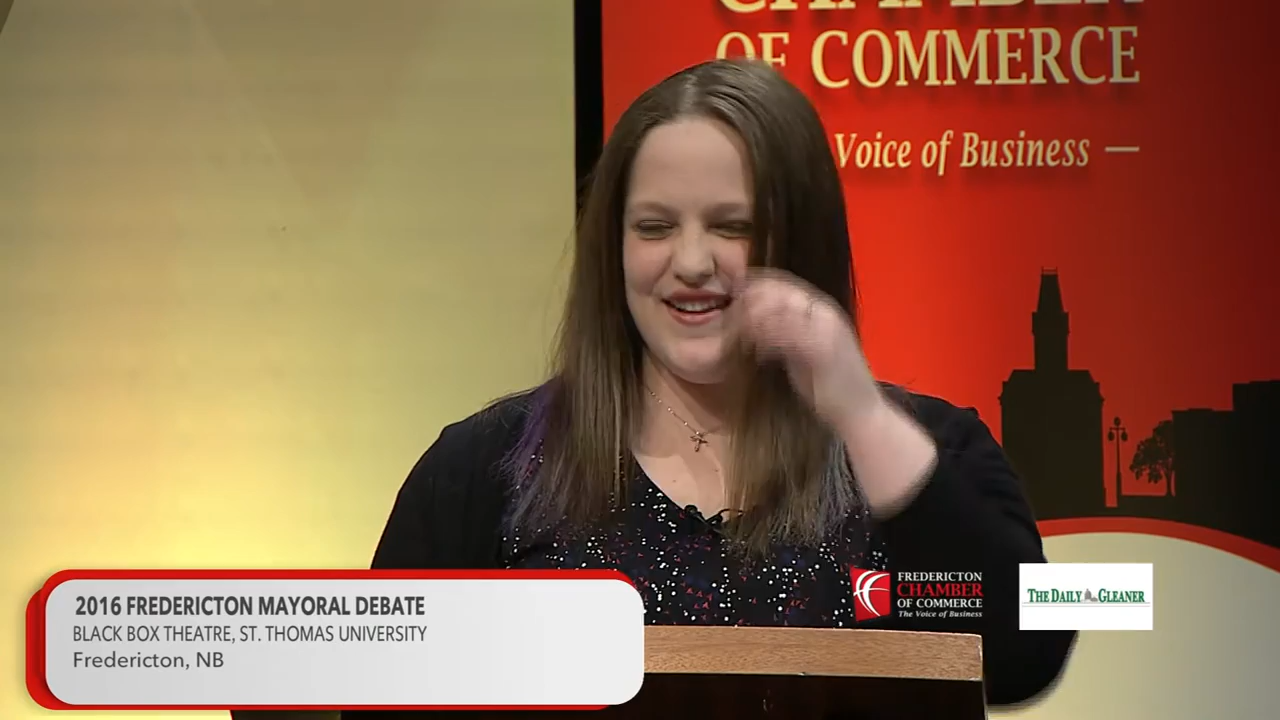 CHAMBER
OF COMMERCE
Voice of Business —
2016 FREDERICTON MAYORAL DEBATE
BLACK BOX THEATRE, ST. THOMAS UNIVERSITY
Fredericton, NB
FREDERICTON
CHAMBER
OF COMMERCE
The Voice of Business
THE DAILY GLEANER